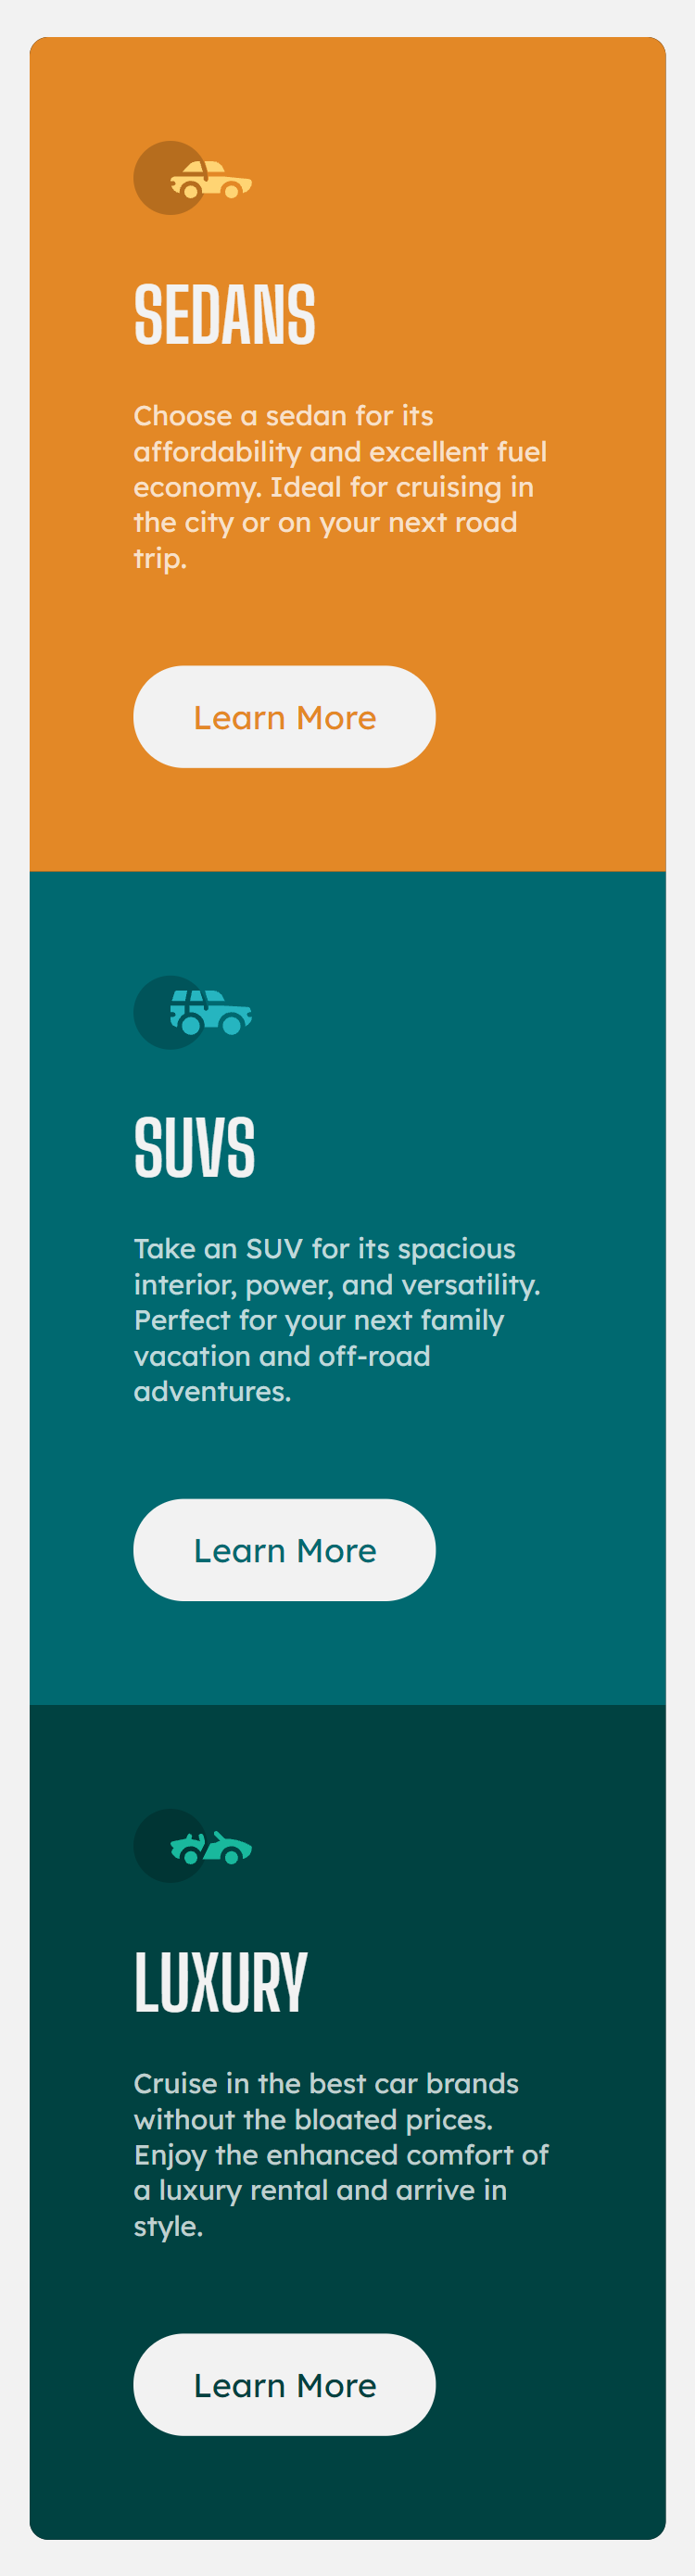 SEDANS
Choose a sedan for its
affordability and excellent fuel
economy. Ideal for cruising in
the city or on your next road
trip.
Learn More
SUVS
Take an SUV for its spacious
interior, power, and versatility.
Perfect for your next family
vacation and off-road
adventures.
Learn More
LUXURY
Cruise in the best car brands
without the bloated prices.
Enjoy the enhanced comfort of
a luxury rental and arrive in
style.
Learn More